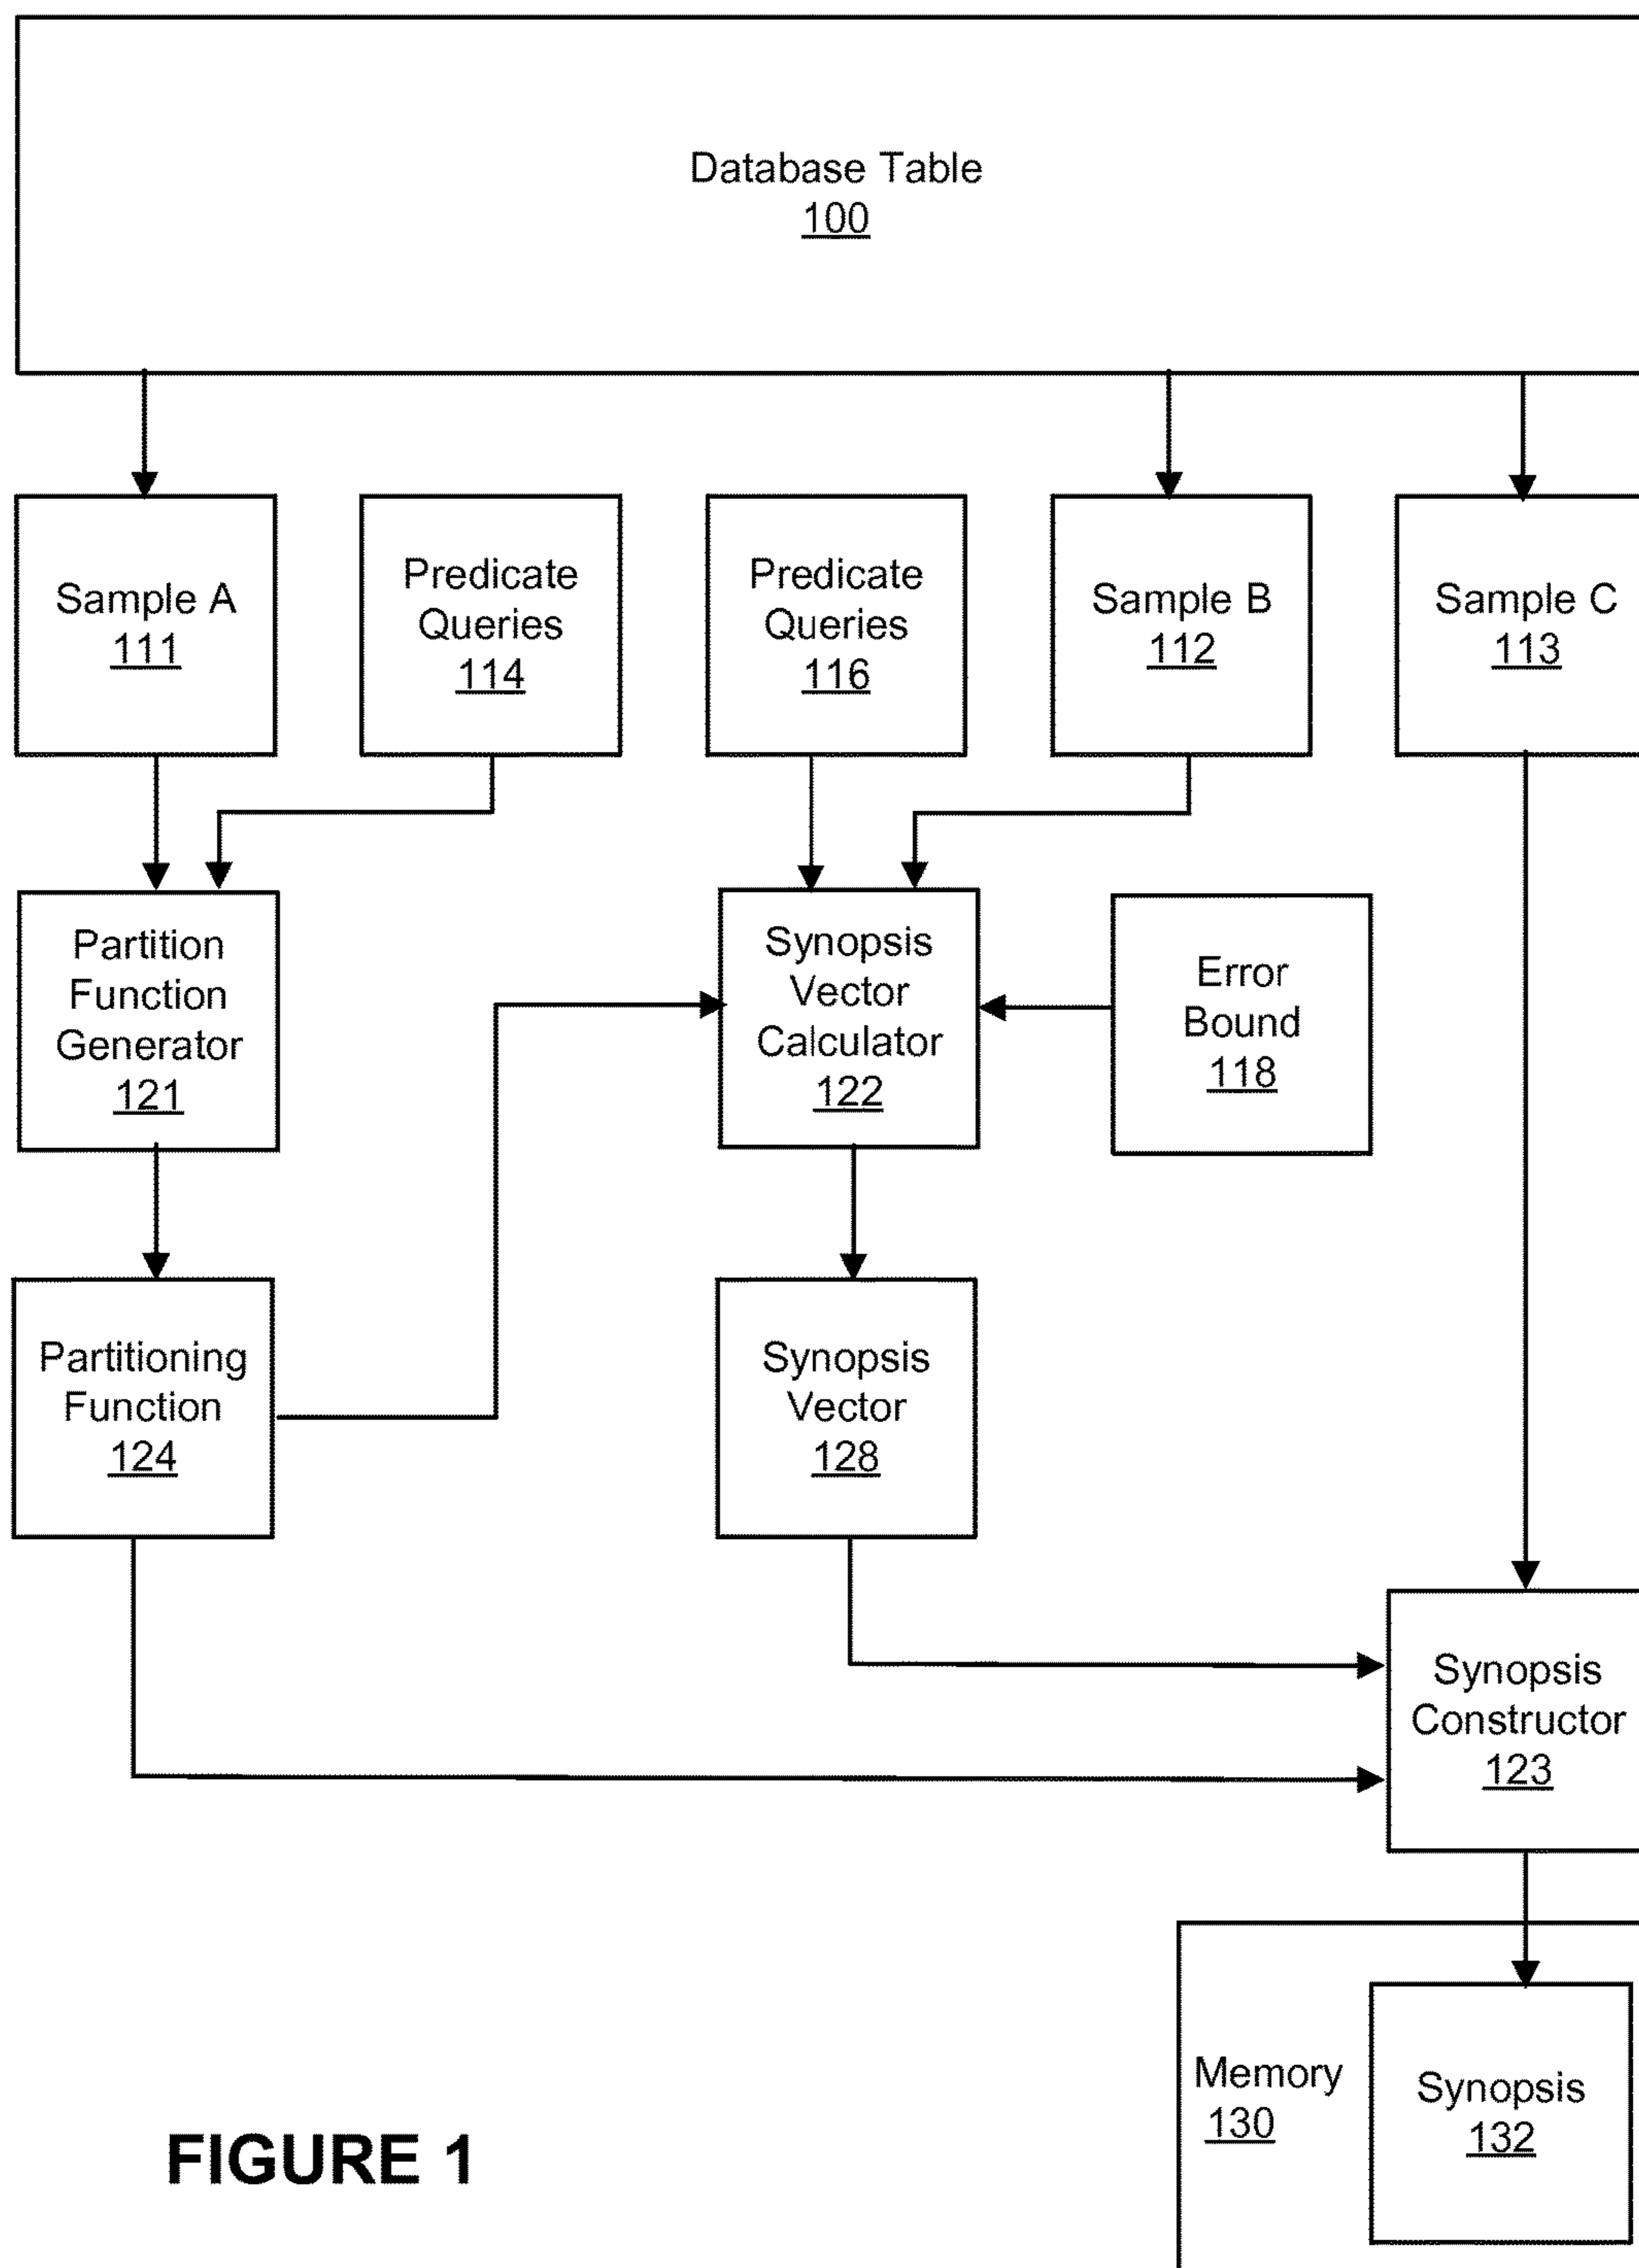 Database Table
100
Sample A
111
Predicate
Queries
114
Predicate
Queries
116
Sample B
112
Sample C
113
Partition
Function
Generator
121
Synopsis
Vector
Calculator
122
Error
Bound
118
Partitioning
Function
124
Synopsis
Vector
128
Synopsis
Constructor
123
Memory
130
Synopsis
132
FIGURE 1